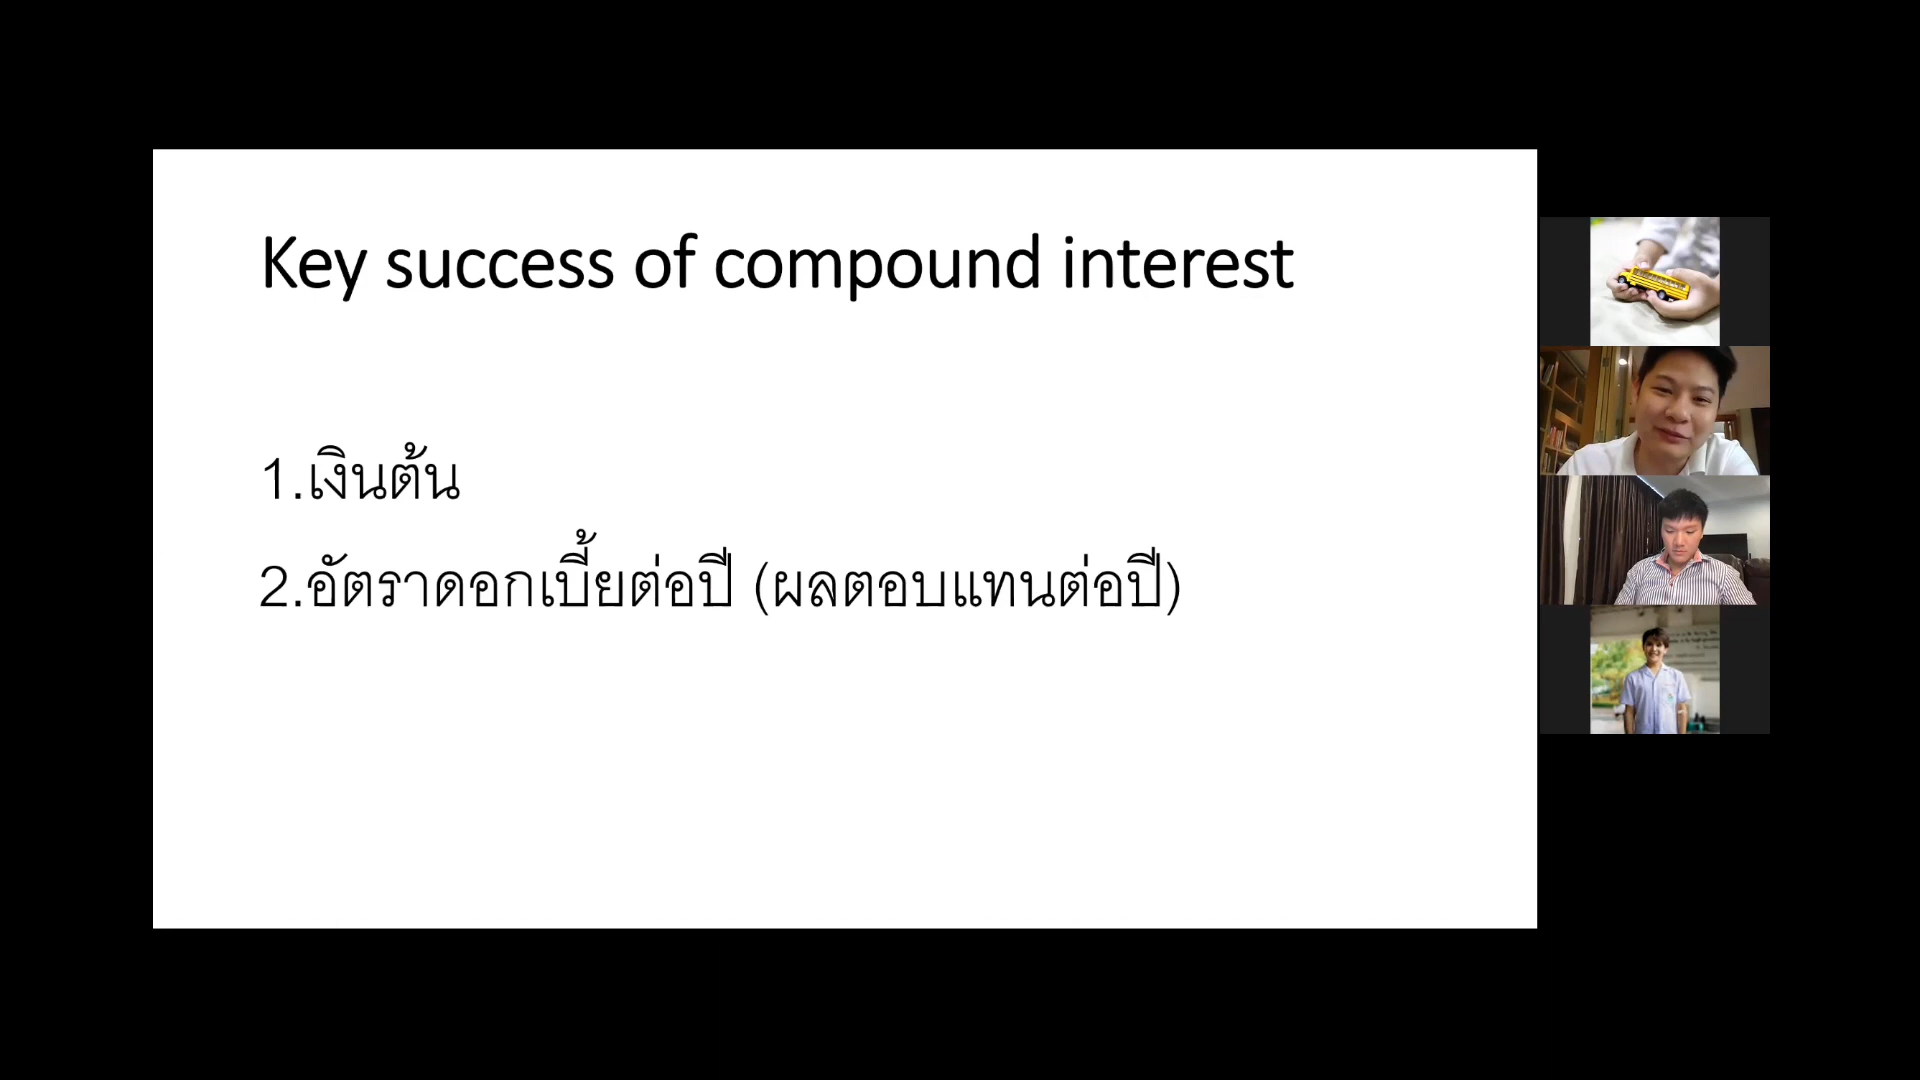 Key success of compound interest
1.เงินต้น
2.อัตราดอกเบี้ยต่อปี (ผลตอบแทนต่อปี)